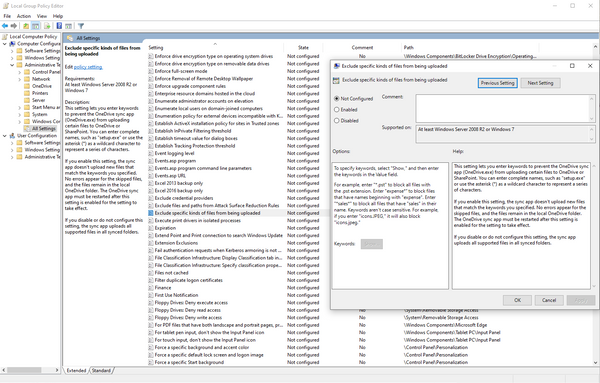 Local Group Policy Editor
File Action View Help
Local Computer Policy
Computer Configura
Software Settings
Windows Setting
Administrative Te
Control Panel
Network
OneDrive
Printers
Server
Start Menu an
System
Windows Co
All Settings
User Configuration
Software Settings
Windows Setting
Administrative Te
All Settings
Exclude specific kinds of files from being uploaded
Edit policy setting
Requirements:
At least Windows Server 2008 R2 or Windows 7
Description:
This setting lets you enter keywords to prevent the OneDrive sync app (OneDrive.exe) from uploading certain files to OneDrive or SharePoint. You can enter complete names, such as "setup.exe" or use the asterisk (*) as a wildcard character to represent a series of characters.
If you enable this setting, the sync app doesn't upload new files that match the keywords you specified. No errors appear for the skipped files, and the files remain in the local OneDrive folder. The OneDrive sync app must be restarted after this setting is enabled for the setting to take effect.
If you disable or do not configure this setting, the sync app uploads all supported files in all synced folders.
Setting State Comment Path
Enforce drive encryption type on operating system drives Not configured No \Windows Components\BitLocker Drive Encryption\Operating...
Enforce drive encryption type on removable data drives Not configured
Enforce full-screen mode Not configured
Enforce Removal of Remote Desktop Wallpaper Not configured
Enforce upgrade component rules Not configured
Enterprise resource domains hosted in the cloud Not configured
Enumerate administrator accounts on elevation Not configured
Enumerate local users on domain-joined computers Not configured
Enumeration policy for external devices incompatible with K Not configured
Establish ActiveX installation policy for sites in Trusted zones Not configured
Establish InPrivate Filtering threshold Not configured
Establish timeout value for dialog boxes Not configured
Establish Tracking Protection threshold Not configured
Event logging level Not configured
Events.asp program Not configured
Events.asp program command line parameters Not configured
Events.asp URL Not configured
Excel 2013 backup only Not configured
Excel 2016 backup only Not configured
Exclude credential providers Not configured
Exclude files and paths from Attack Surface Reduction Rules Not configured
Exclude specific kinds of files from being uploaded Not configured
Execute print drivers in isolated processes Not configured
Expiration Not configured
Extend Point and Print connection to search Windows Update Not configured
Extension Exclusions Not configured
Fail authentication requests when Kerberos armoring is not ... Not configured
File Classification Infrastructure: Display Classification tab in ... Not configured
File Classification Infrastructure: Specify classification prope... Not configured
Files not cached Not configured
Filter duplicate logon certificates Not configured
Finance Not configured
First Use Notification Not configured
Floppy Drives: Deny execute access Not configured
Floppy Drives: Deny read access Not configured No \System\Removable Storage Access
Floppy Drives: Deny write access Not configured No \System\Removable Storage Access
For PDF files that have both landscape and portrait pages, pr... Not configured No \Windows Components\Microsoft Edge
For tablet pen input, don't show the Input Panel icon Not configured No \Windows Components\Tablet PC\Input Panel
For touch input, don't show the Input Panel icon Not configured No \Windows Components\Tablet PC\Input Panel
Force a specific background and accent color Not configured No \Control Panel\Personalization
Force a specific default lock screen and logon image Not configured No \Control Panel\Personalization
Force a specific Start background Not configured No \Control Panel\Personalization
Extended Standard
Exclude specific kinds of files from being uploaded
Exclude specific kinds of files from being uploaded
Previous Setting Next Setting
Not Configured Comment:
Enabled
Disabled
Supported on: At least Windows Server 2008 R2 or Windows 7
Options: Help:
To specify keywords, select "Show," and then enter the keywords in the Value field.
For example: enter "*.pst" to block all files with the .pst extension. Enter "expense*" to block files that have names beginning with "expense". Enter "*sales*" to block all files that have "sales" in their name. Keywords aren't case sensitive. For example, if you enter "icons.JPEG," it will also block "icons.jpeg."
Keywords:
This setting lets you enter keywords to prevent the OneDrive sync app (OneDrive.exe) from uploading certain files to OneDrive or SharePoint. You can enter complete names, such as "setup.exe" or use the asterisk (*) as a wildcard character to represent a series of characters.
If you enable this setting, the sync app doesn't upload new files that match the keywords you specified. No errors appear for the skipped files, and the files remain in the local OneDrive folder. The OneDrive sync app must be restarted after this setting is enabled for the setting to take effect.
If you disable or do not configure this setting, the sync app uploads all supported files in all synced folders.
OK Cancel